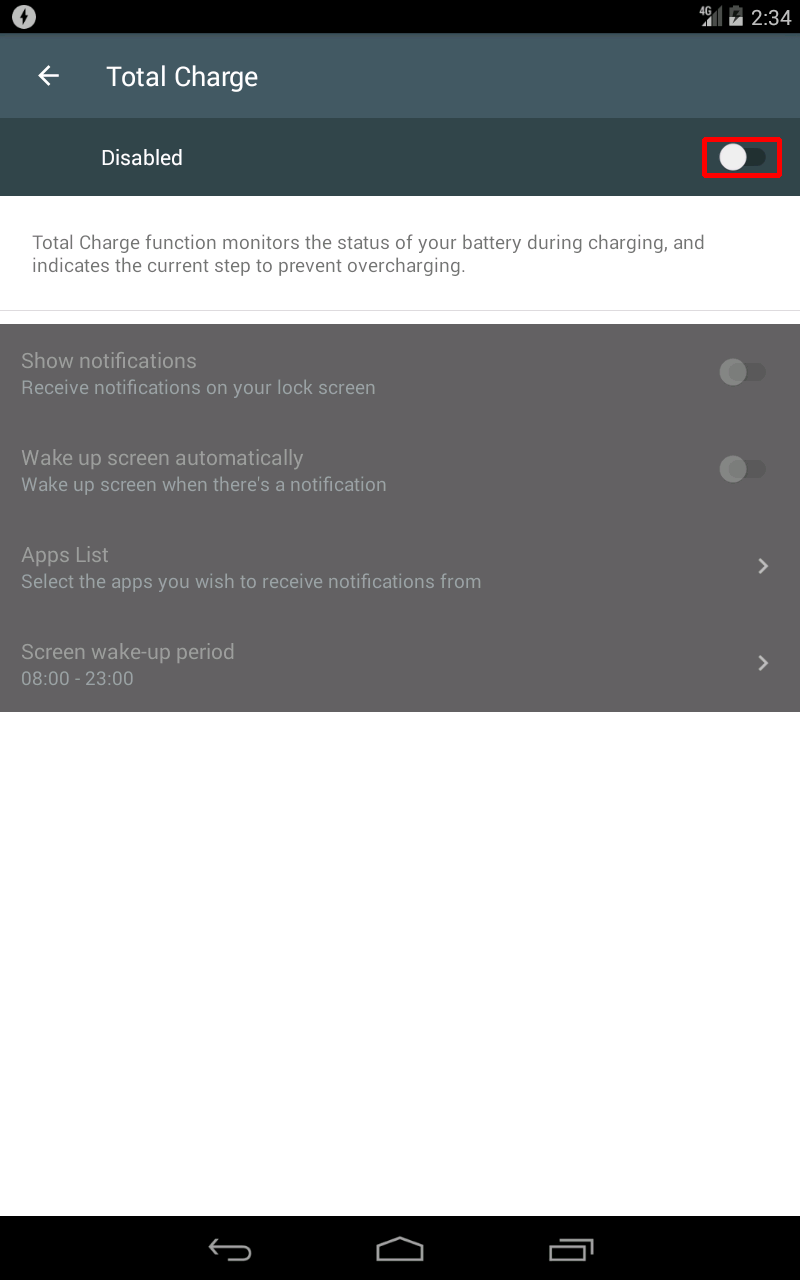 4G 2:34
Total Charge
Disabled
Total Charge function monitors the status of your battery during charging, and
indicates the current step to prevent overcharging.
Show notifications
Receive notifications on your lock screen
Wake up screen automatically
Wake up screen when there's a notification
Apps List
Select the apps you wish to receive notifications from
Screen wake-up period
08:00 - 23:00